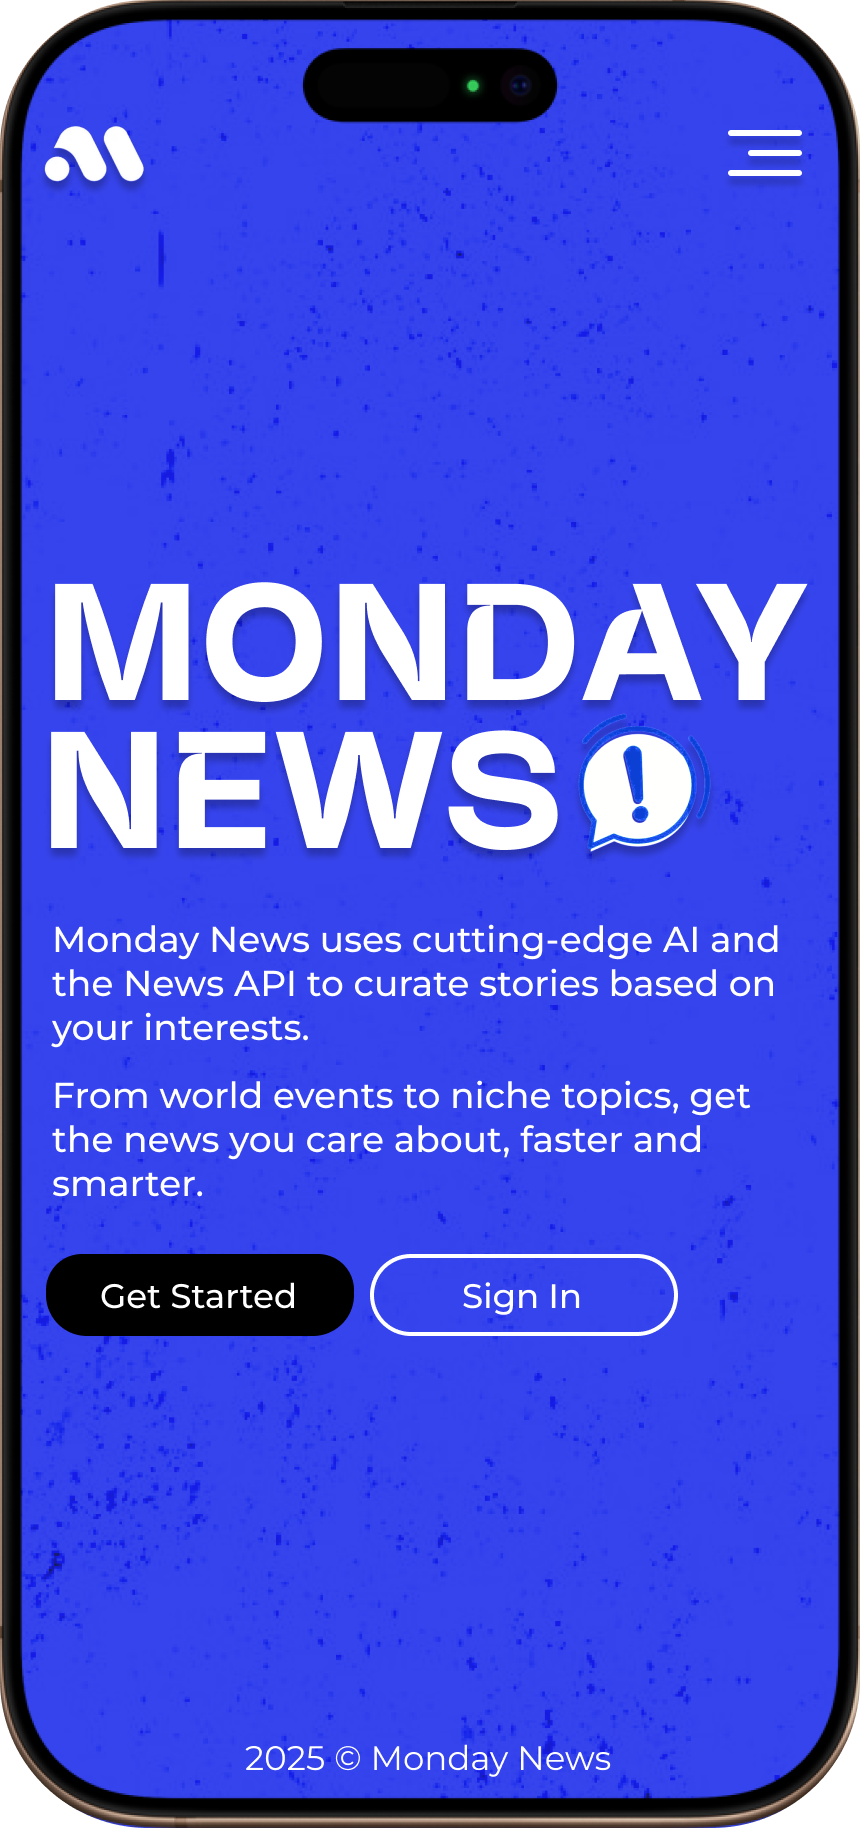 MONDAY
NEWS
Monday News uses cutting-edge AI and
the News API to curate stories based on
your interests.
From world events to niche topics, get
the news you care about, faster and
smarter.
Get Started
Sign In
2025 © Monday News